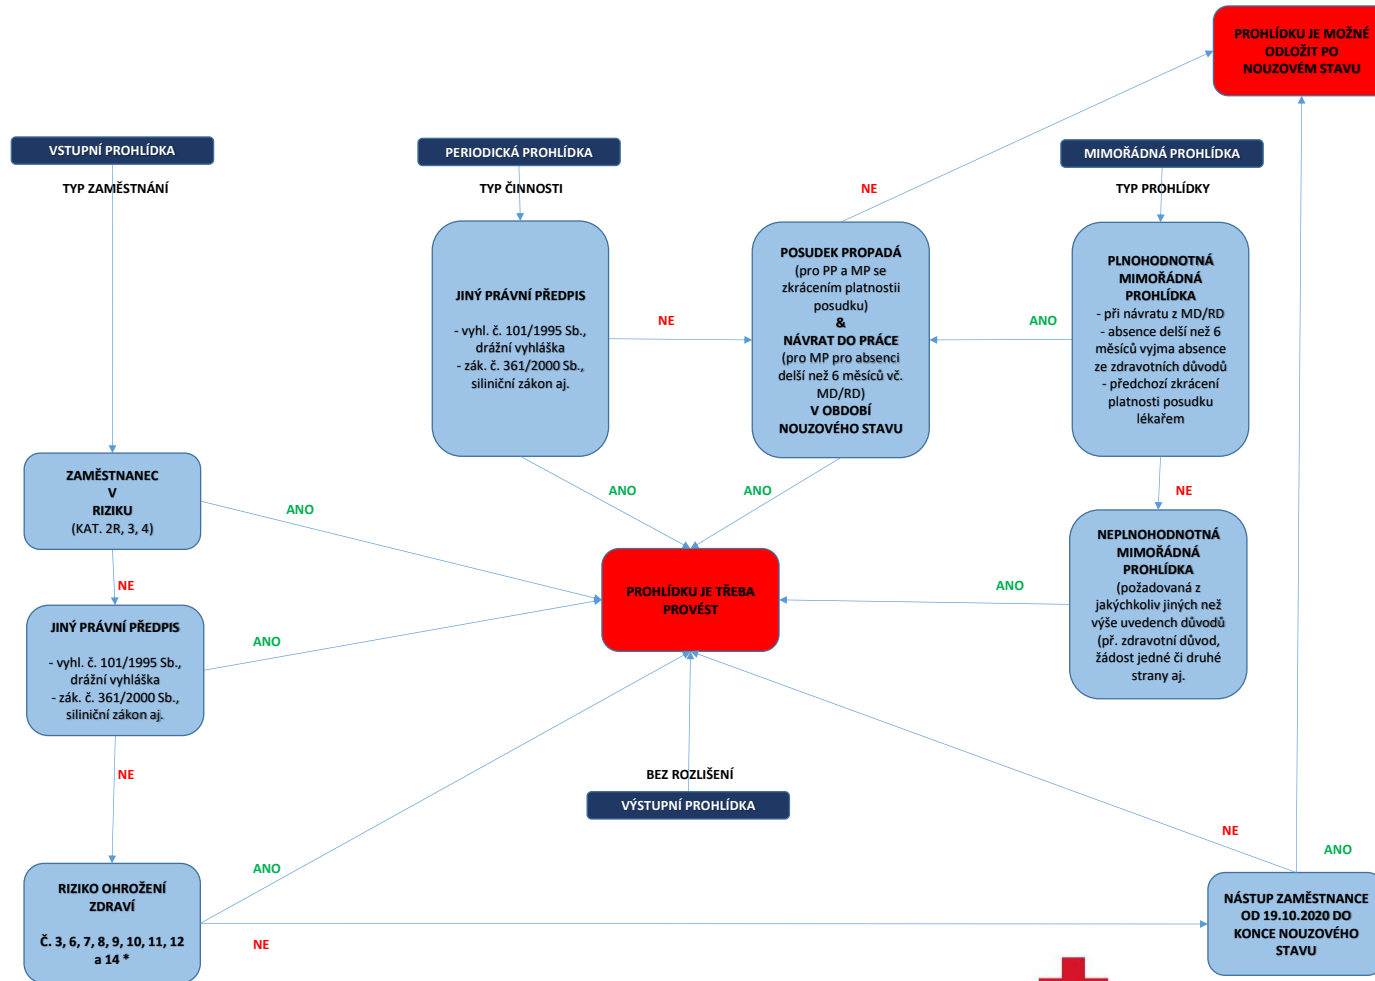 PROHLÍDKU JE MOŽNÉ
ODLOŽIT PO
NOUZOVÉM STAVU
VSTUPNÍ PROHLÍDKA
TYP ZAMĚSTNÁNÍ
PERIODICKÁ PROHLÍDKA
TYP ČINNOSTI
MIMOŘÁDNÁ PROHLÍDKA
TYP PROHLÍDKY
NE
JINÝ PRÁVNÍ PŘEDPIS
- vyhl. č. 101/1995 Sb.,
drážní vyhláška
- zák. č. 361/2000 Sb.,
siliniční zákon aj.
NE
POSUDEK PROPADÁ
(pro PP a MP se
zkrácením platnostii
posudku)
&
NÁVRAT DO PRÁCE
(pro MP pro absenci
delší než 6 měsíců vč.
MD/RD)
V OBDOBÍ
NOUZOVÉHO STAVU
ANO
PLNOHODNOTNÁ
MIMOŘÁDNÁ
PROHLÍDKA
- při návratu z MD/RD
- absence delší než 6
měsíců vyjma absence
ze zdravotních důvodů
- předchozí zkrácení
platnosti posudku
lékařem
ZAMĚSTNANEC
V
RIZIKU
(KAT. 2R, 3, 4)
ANO
ANO
ANO
NE
NE
NEPLNOHODNOTNÁ
MIMOŘÁDNÁ
PROHLÍDKA
(požadovaná z
jakýchkoliv jiných než
výše uvedench důvodů
(př. zdravotní důvod,
žádost jedné či druhé
strany aj.
ANO
PROHLÍDKU JE TŘEBA
PROVÉST
JINÝ PRÁVNÍ PŘEDPIS
- vyhl. č. 101/1995 Sb.,
drážní vyhláška
- zák. č. 361/2000 Sb.,
siliniční zákon aj.
ANO
NE
BEZ ROZLIŠENÍ
VÝSTUPNÍ PROHLÍDKA
NE
ANO
RIZIKO OHROŽENÍ
ZDRAVÍ
Č. 3, 6, 7, 8, 9, 10, 11, 12
a 14 *
ANO
NE
NÁSTUP ZAMĚSTNANCE
OD 19.10.2020 DO
KONCE NOUZOVÉHO
STAVU